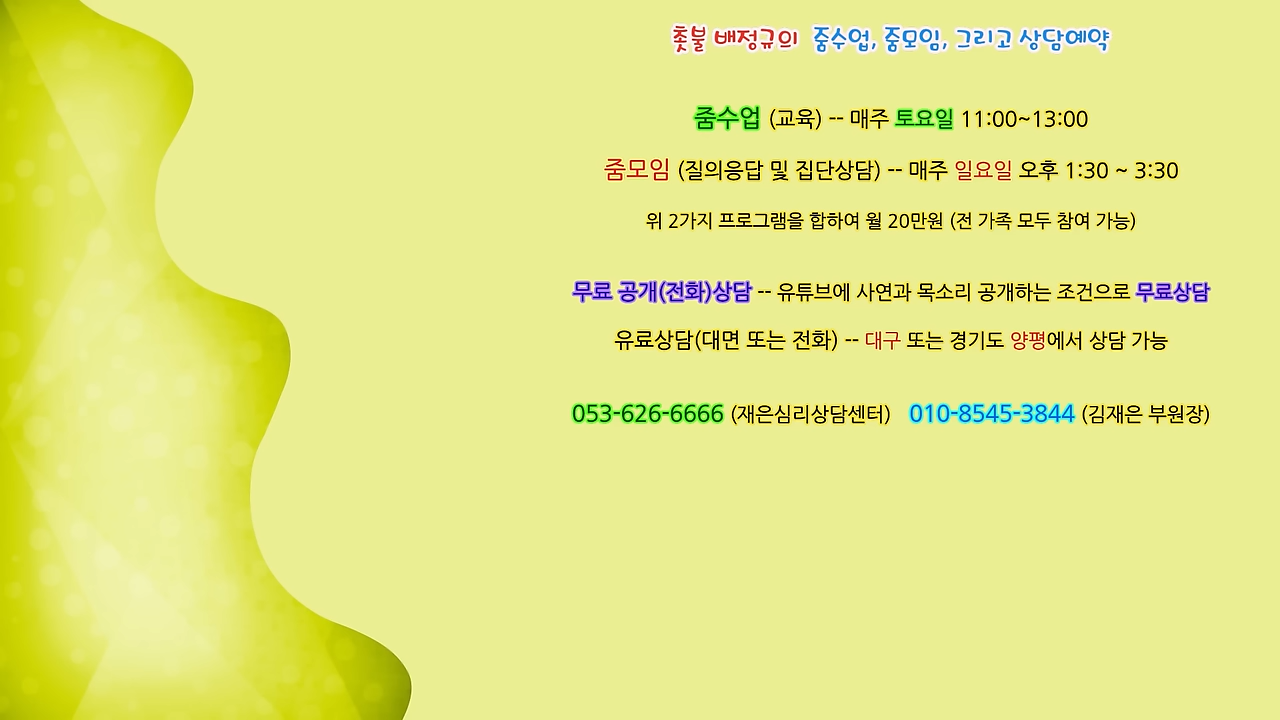 촛불 배정규의 줌수업, 줌모임, 그리고 상담예약
줌수업 (교육) -- 매주 토요일 11:00~13:00
줌모임 (질의응답 및 집단상담) -- 매주 일요일 오후 1:30 ~ 3:30
위 2가지 프로그램을 합하여 월 20만원 (전 가족 모두 참여 가능)
무료 공개(전화)상담 -- 유튜브에 사연과 목소리 공개하는 조건으로 무료상담
유료상담(대면 또는 전화) -- 대구 또는 경기도 양평에서 상담 가능
053-626-6666 (재은심리상담센터) 010-8545-3844 (김재은 부원장)